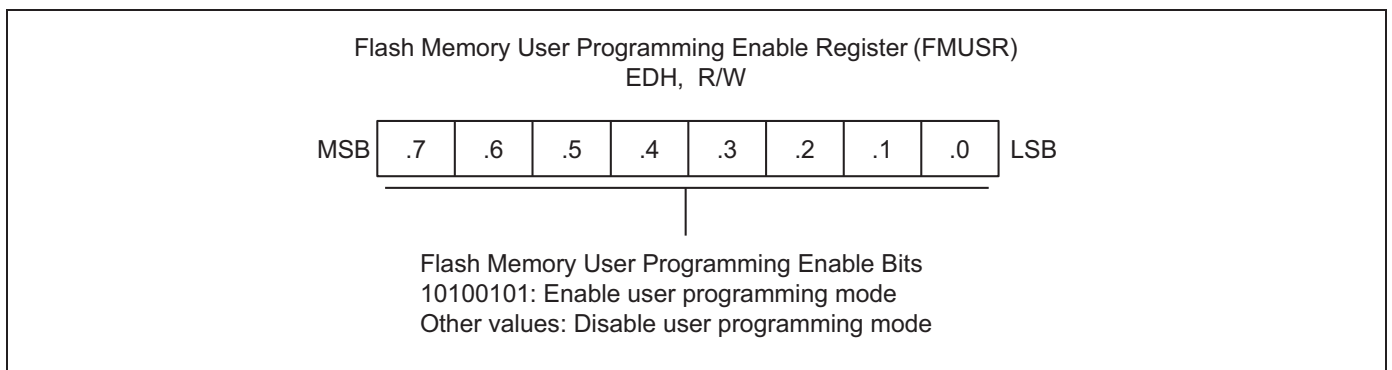 Flash Memory User Programming Enable Register (FMUSR)
EDH, R/W
MSB .7 .6 .5 .4 .3 .2 .1 .0 LSB
Flash Memory User Programming Enable Bits
10100101: Enable user programming mode
Other values: Disable user programming mode